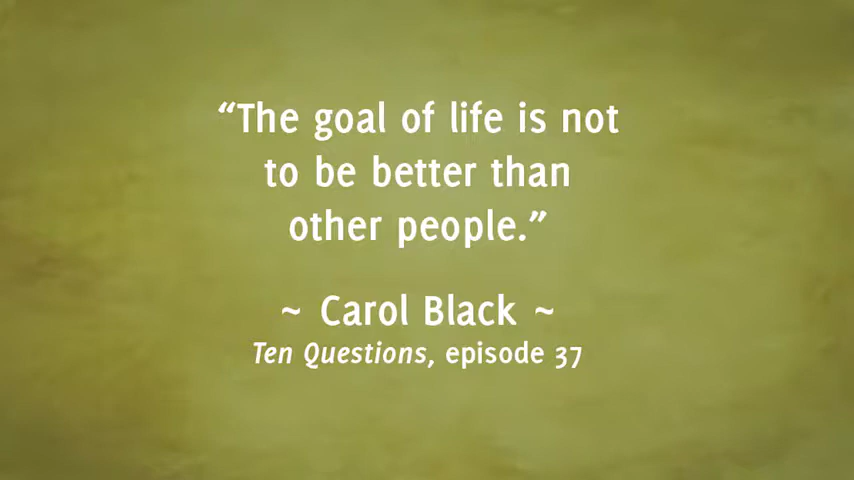 “The goal of life is not
to be better than
other people.”
~ Carol Black ~
Ten Questions, episode 37